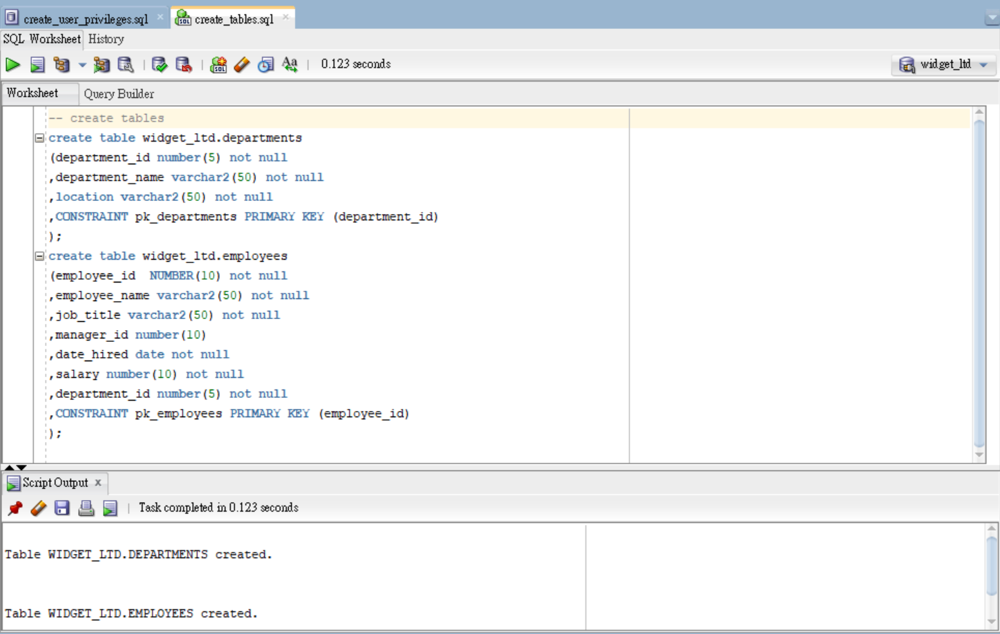 create_user_privileges.sql
create_tables.sql
SQL Worksheet History
0.123 seconds
widget_ltd
Worksheet
Query Builder
-- create tables
create table widget_ltd.departments
(department_id number(5) not null
,department_name varchar2(50) not null
,location varchar2(50) not null
,CONSTRAINT pk_departments PRIMARY KEY (department_id)
);
create table widget_ltd.employees
(employee_id  NUMBER(10) not null
,employee_name varchar2(50) not null
,job_title varchar2(50) not null
,manager_id number(10)
,date_hired date not null
,salary number(10) not null
,department_id number(5) not null
,CONSTRAINT pk_employees PRIMARY KEY (employee_id)
);
Script Output
Task completed in 0.123 seconds
Table WIDGET_LTD.DEPARTMENTS created.
Table WIDGET_LTD.EMPLOYEES created.